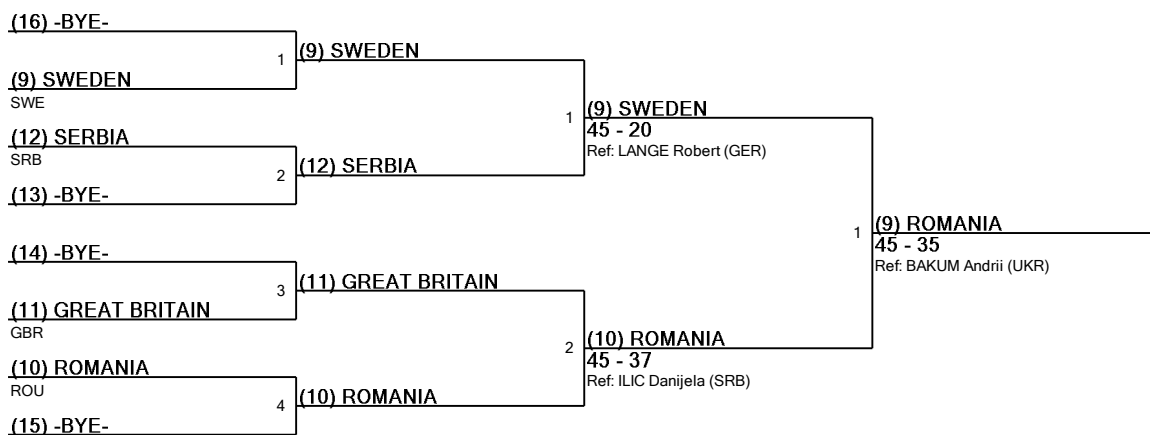 (16) -BYE-
1
(9) SWEDEN
(9) SWEDEN
SWE
1
(9) SWEDEN
45 - 20
Ref: LANGE Robert (GER)
(12) SERBIA
SRB
2
(12) SERBIA
(13) -BYE-
1
(9) ROMANIA
45 - 35
Ref: BAKUM Andrii (UKR)
(14) -BYE-
3
(11) GREAT BRITAIN
(11) GREAT BRITAIN
GBR
2
(10) ROMANIA
45 - 37
Ref: ILIC Danijela (SRB)
(10) ROMANIA
ROU
4
(10) ROMANIA
(15) -BYE-